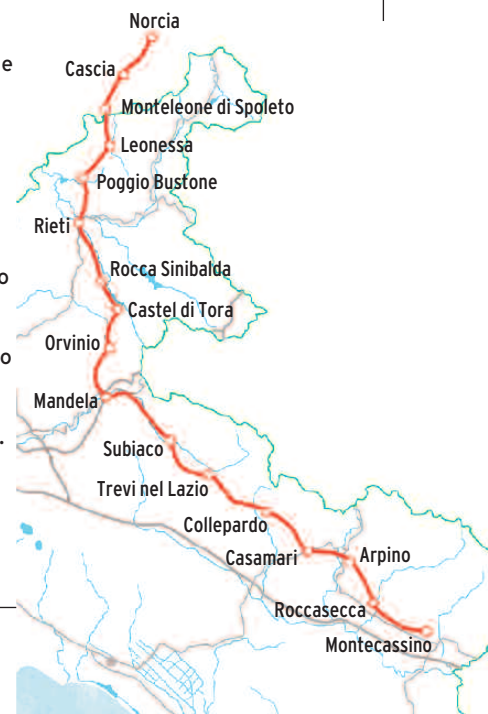 Norcia
e
Cascia
Monteleone di Spoleto
Leonessa
Poggio Bustone
Rieti
Rocca Sinibalda
o
Castel di Tora
Orvinio
o
Mandela
.
Subiaco
Trevi nel Lazio
Collepardo
Casamari
Arpino
Roccasecca
Montecassino